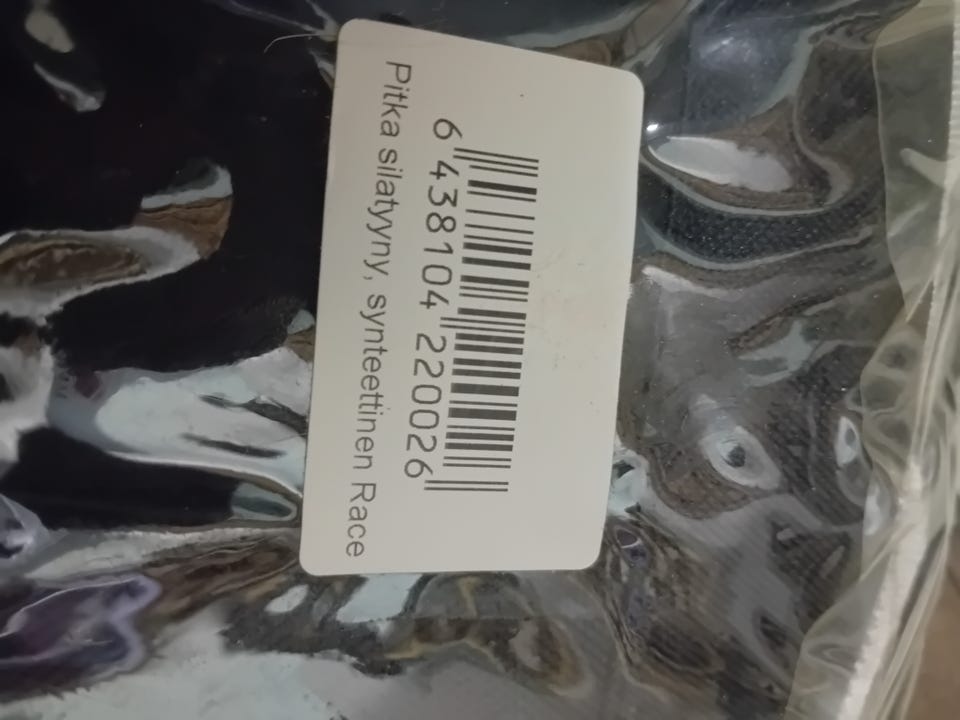 6 438104 220026
Pitka silatyyny, synteettinen Race